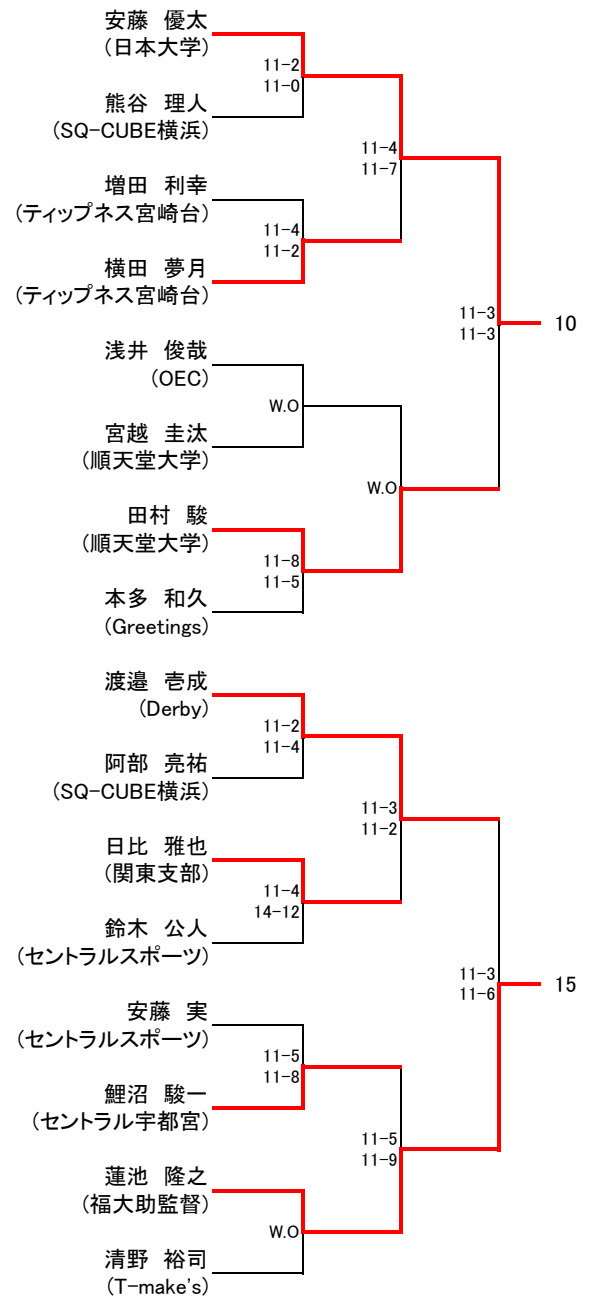 安藤　優太
(日本大学)
11-2
11-0
熊谷　理人
(SQ-CUBE横浜)
11-4
11-7
増田　利幸
(ティップネス宮崎台)
11-4
11-2
横田　夢月
(ティップネス宮崎台)
11-3
11-3
10
浅井　俊哉
(OEC)
W.O
宮越　圭汰
(順天堂大学)
W.O
田村　駿
(順天堂大学)
11-8
11-5
本多　和久
(Greetings)
渡邉　壱成
(Derby)
11-2
11-4
阿部　亮祐
(SQ-CUBE横浜)
11-3
11-2
日比　雅也
(関東支部)
11-4
14-12
鈴木　公人
(セントラルスポーツ)
11-3
11-6
15
安藤　実
(セントラルスポーツ)
11-5
11-8
鯉沼　駿一
(セントラル宇都宮)
11-5
11-9
蓮池　隆之
(福大助監督)
W.O
清野　裕司
(T-make's)